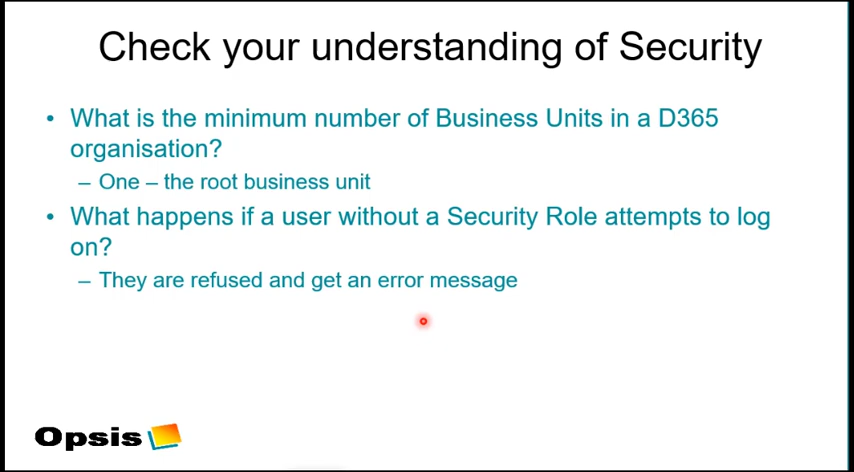 Check your understanding of Security
• What is the minimum number of Business Units in a D365
organisation?
– One – the root business unit
• What happens if a user without a Security Role attempts to log
on?
– They are refused and get an error message
Opsis